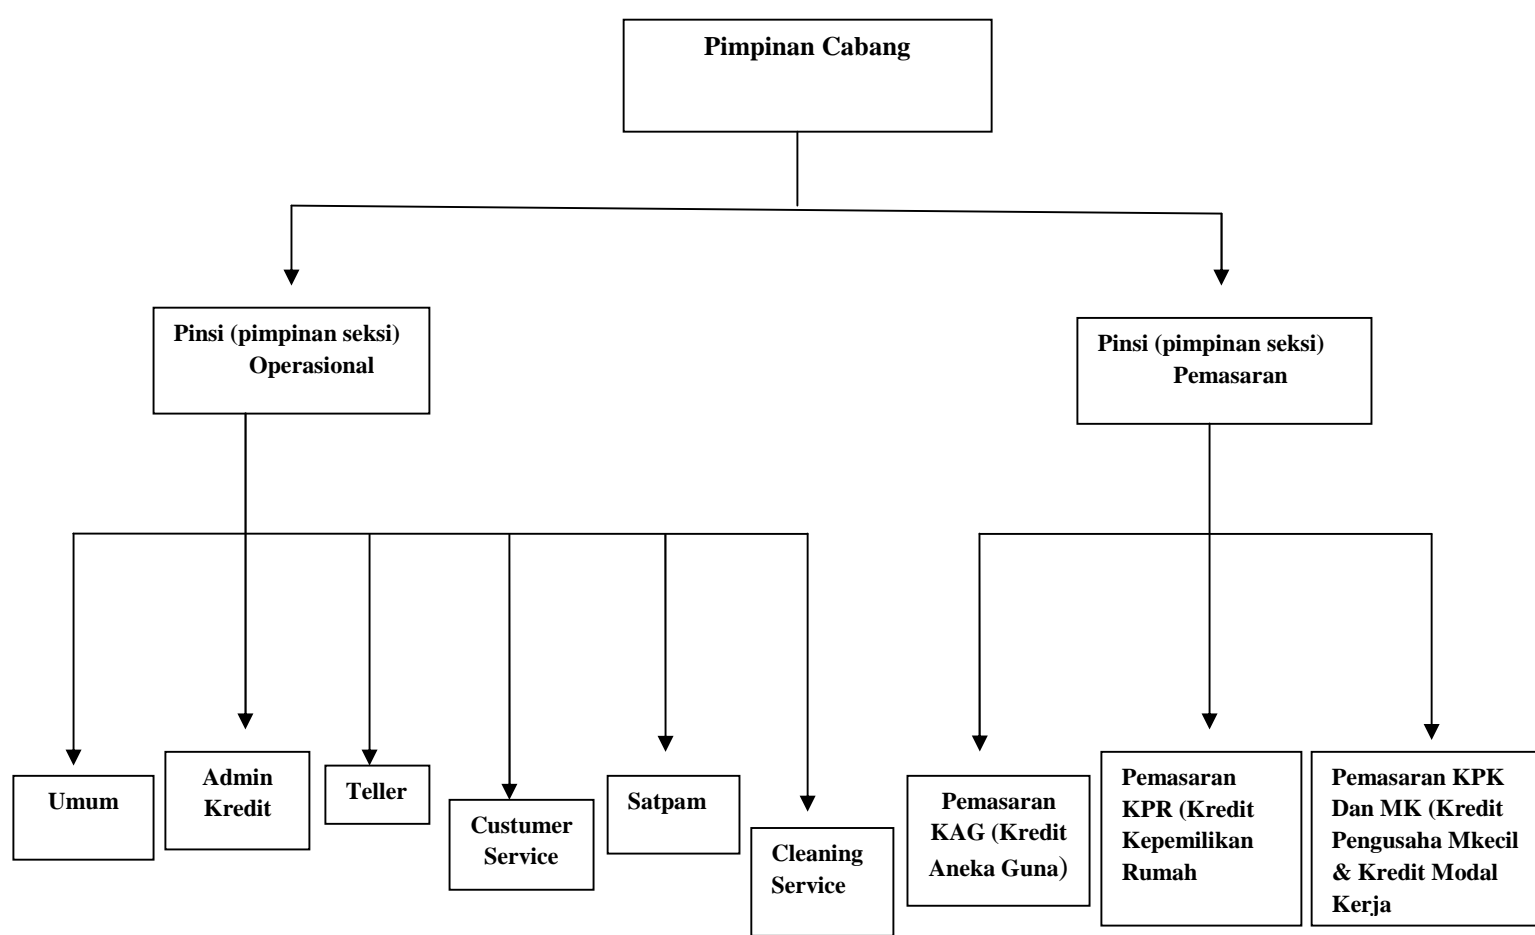 Pimpinan Cabang
Pinsi (pimpinan seksi)
Operasional
Pinsi (pimpinan seksi)
Pemasaran
Umum
Admin
Kredit
Teller
Custumer
Service
Satpam
Cleaning
Service
Pemasaran
KAG (Kredit
Aneka Guna)
Pemasaran
KPR (Kredit
Kepemilikan
Rumah
Pemasaran KPK
Dan MK (Kredit
Pengusaha Mkecil
& Kredit Modal
Kerja